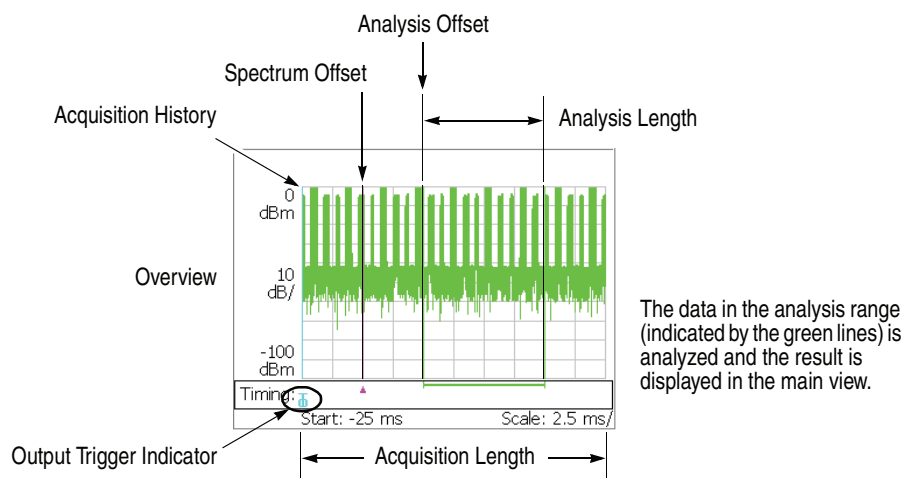 Analysis Offset
Spectrum Offset
Acquisition History
Analysis Length
0
dBm
Overview
10
dB/
The data in the analysis range
(indicated by the green lines) is
analyzed and the result is
displayed in the main view.
-100
dBm
Timing:
T
Start: -25 ms
Scale: 2.5 ms/
Output Trigger Indicator
Acquisition Length